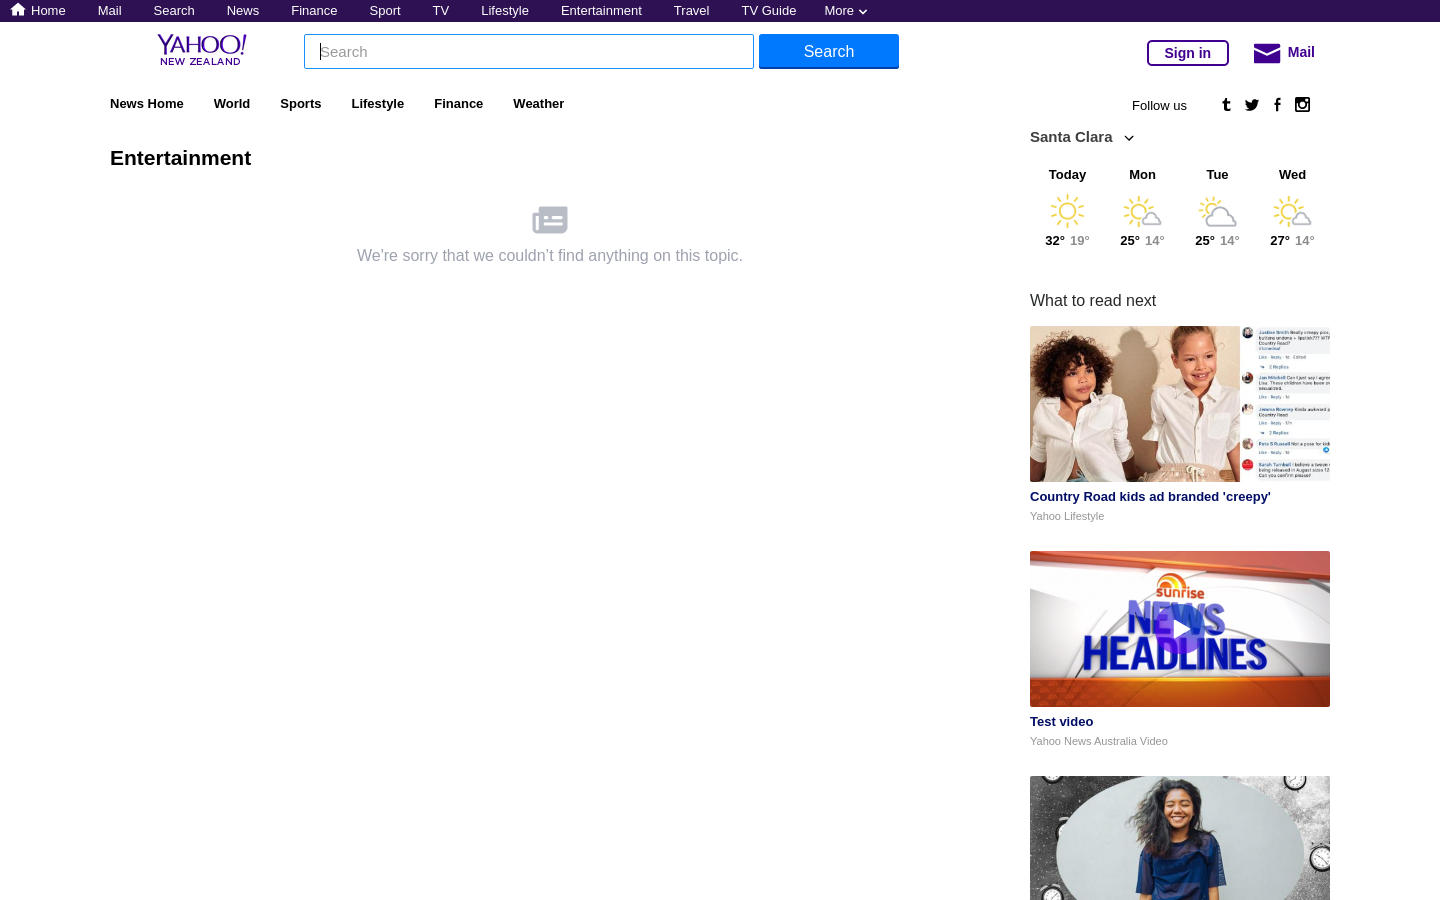 Home Mail Search News Finance Sport TV Lifestyle Entertainment Travel TV Guide More
YAHOO!
NEW ZEALAND
Search
Search
Sign in
Mail
News Home World Sports Lifestyle Finance Weather
Follow us
Entertainment
We're sorry that we couldn't find anything on this topic.
Santa Clara
Today Mon Tue Wed
32° 19° 25° 14° 25° 14° 27° 14°
What to read next
Country Road kids ad branded 'creepy'
Yahoo Lifestyle
sunrise
NEWS
HEADLINES
Test video
Yahoo News Australia Video